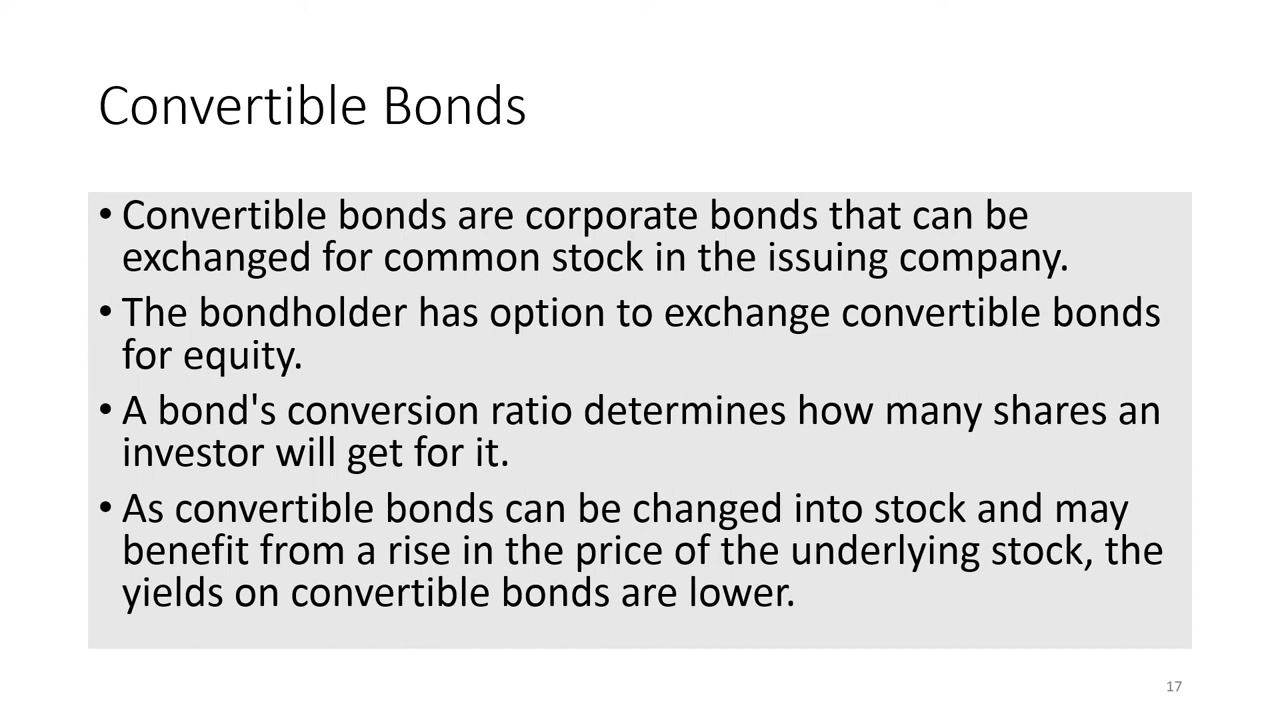 Convertible Bonds
• Convertible bonds are corporate bonds that can be
exchanged for common stock in the issuing company.
• The bondholder has option to exchange convertible bonds
for equity.
• A bond's conversion ratio determines how many shares an
investor will get for it.
• As convertible bonds can be changed into stock and may
benefit from a rise in the price of the underlying stock, the
yields on convertible bonds are lower.
17